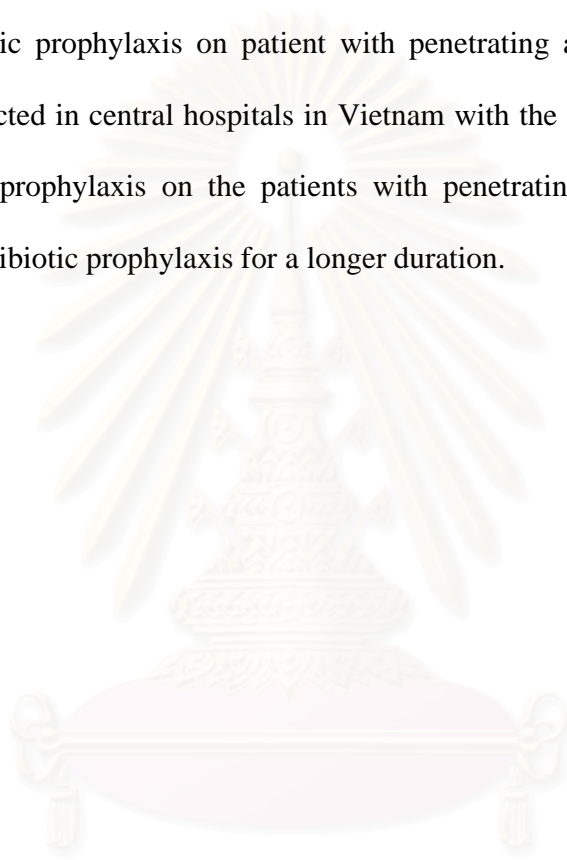 ic prophylaxis on patient with penetrating a
cted in central hospitals in Vietnam with the
prophylaxis on the patients with penetratin
ibiotic prophylaxis for a longer duration.